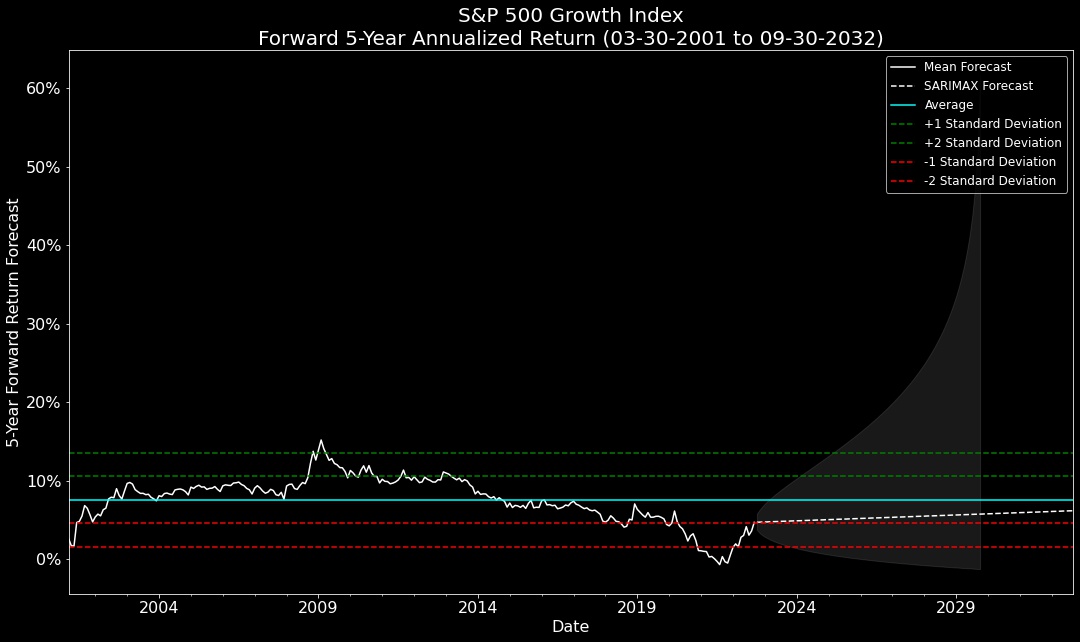 S&P 500 Growth Index
Forward 5-Year Annualized Return (03-30-2001 to 09-30-2032)
Mean Forecast
SARIMAX Forecast
Average
+1 Standard Deviation
+2 Standard Deviation
-1 Standard Deviation
-2 Standard Deviation
5-Year Forward Return Forecast
60%
50%
40%
30%
20%
10%
0%
2004
2009
2014
2019
2024
2029
Date